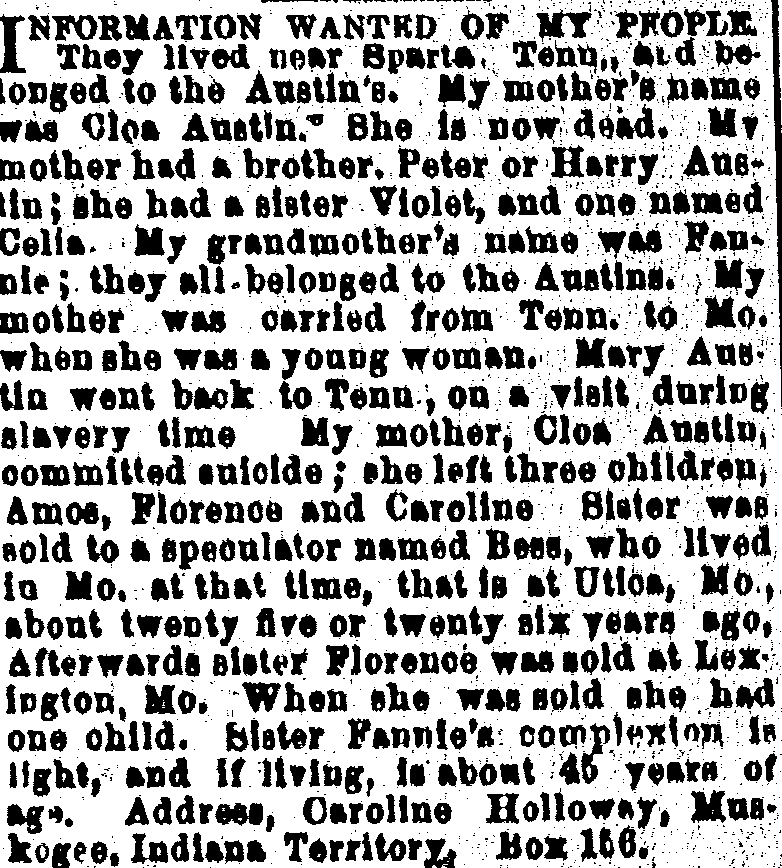 INFORMATION WANTED OF MY PEOPLE.
They lived near Sparta, Tenn., and be-
longed to the Austin's. My mother's name
was Cloa Austin. She is now dead. My
mother had a brother, Peter or Harry Aus-
tin; she had a sister Violet, and one named
Celia. My grandmother's name was Fan-
nie; they all belonged to the Austins. My
mother was carried from Tenn. to Mo.
when she was a young woman. Mary Aus-
tin went back to Tenn., on a visit during
slavery time My mother, Cloa Austin,
committed suicide; she left three children,
Amos, Florence and Caroline Sister was
sold to a speculator named Bess, who lived
in Mo. at that time, that is at Utica, Mo.,
about twenty five or twenty six years ago,
Afterwards sister Florence was sold at Lex-
ington, Mo. When she was sold she had
one child. Sister Fannie's complexion is
light, and if living, is about 45 years of
age. Address, Caroline Holloway, Mus-
kogee, Indiana Territory, Box 156.